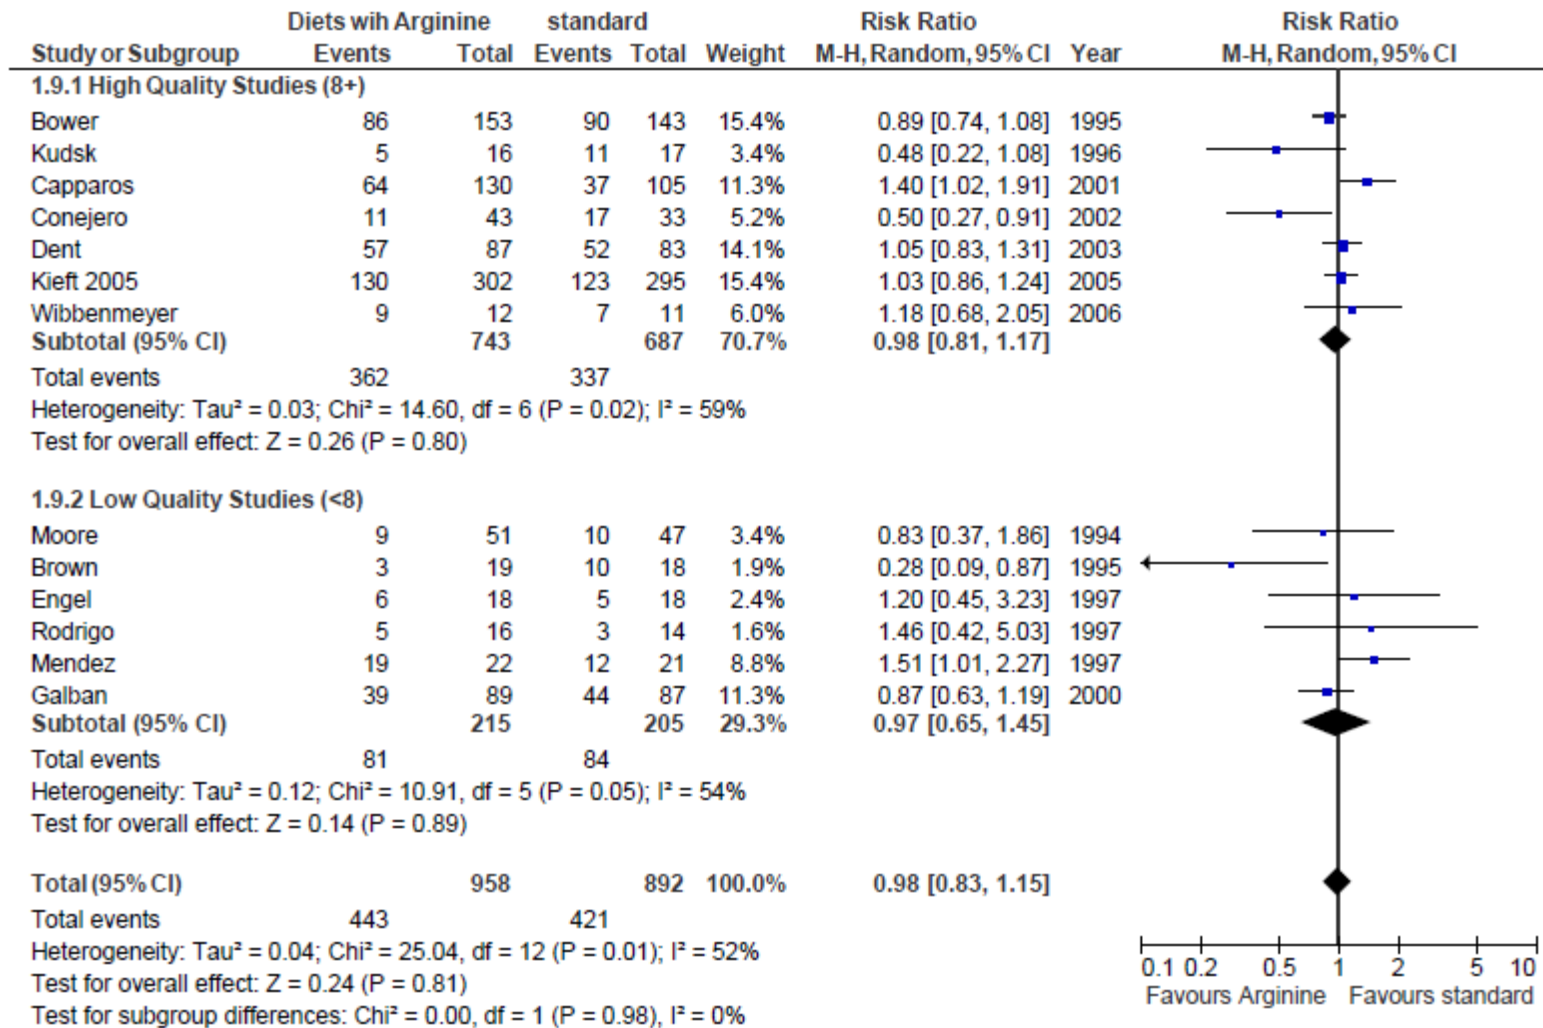 Diets wih Arginine standard Risk Ratio Risk Ratio
Study or Subgroup Events Total Events Total Weight M-H, Random, 95% CI Year M-H, Random, 95% CI
1.9.1 High Quality Studies (8+)
Bower 86 153 90 143 15.4% 0.89 [0.74, 1.08] 1995
Kudsk 5 16 11 17 3.4% 0.48 [0.22, 1.08] 1996
Capparos 64 130 37 105 11.3% 1.40 [1.02, 1.91] 2001
Conejero 11 43 17 33 5.2% 0.50 [0.27, 0.91] 2002
Dent 57 87 52 83 14.1% 1.05 [0.83, 1.31] 2003
Kieft 2005 130 302 123 295 15.4% 1.03 [0.86, 1.24] 2005
Wibbenmeyer 9 12 7 11 6.0% 1.18 [0.68, 2.05] 2006
Subtotal (95% CI) 743 687 70.7% 0.98 [0.81, 1.17]
Total events 362 337
Heterogeneity: Tau² = 0.03; Chi² = 14.60, df = 6 (P = 0.02); I² = 59%
Test for overall effect: Z = 0.26 (P = 0.80)
1.9.2 Low Quality Studies (<8)
Moore 9 51 10 47 3.4% 0.83 [0.37, 1.86] 1994
Brown 3 19 10 18 1.9% 0.28 [0.09, 0.87] 1995
Engel 6 18 5 18 2.4% 1.20 [0.45, 3.23] 1997
Rodrigo 5 16 3 14 1.6% 1.46 [0.42, 5.03] 1997
Mendez 19 22 12 21 8.8% 1.51 [1.01, 2.27] 1997
Galban 39 89 44 87 11.3% 0.87 [0.63, 1.19] 2000
Subtotal (95% CI) 215 205 29.3% 0.97 [0.65, 1.45]
Total events 81 84
Heterogeneity: Tau² = 0.12; Chi² = 10.91, df = 5 (P = 0.05); I² = 54%
Test for overall effect: Z = 0.14 (P = 0.89)
Total (95% CI) 958 892 100.0% 0.98 [0.83, 1.15]
Total events 443 421
Heterogeneity: Tau² = 0.04; Chi² = 25.04, df = 12 (P = 0.01); I² = 52%
Test for overall effect: Z = 0.24 (P = 0.81)
Test for subgroup differences: Chi² = 0.00, df = 1 (P = 0.98), I² = 0%
0.1 0.2 0.5 1 2 5 10
Favours Arginine Favours standard